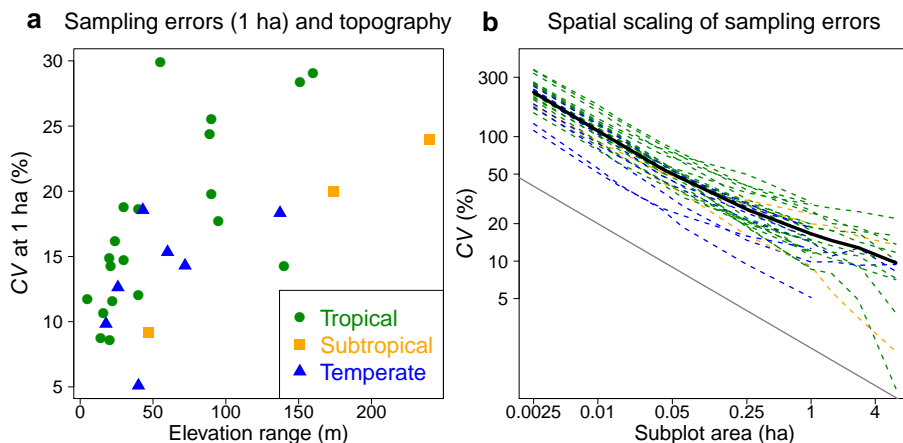 a Sampling errors (1 ha) and topography
CV at 1 ha (%)
30
25
20
15
10
5
0 50 100 150 200
Elevation range (m)
Tropical
Subtropical
Temperate
b Spatial scaling of sampling errors
CV (%)
300
100
50
20
10
5
0.0025 0.01 0.05 0.25 1 4
Subplot area (ha)